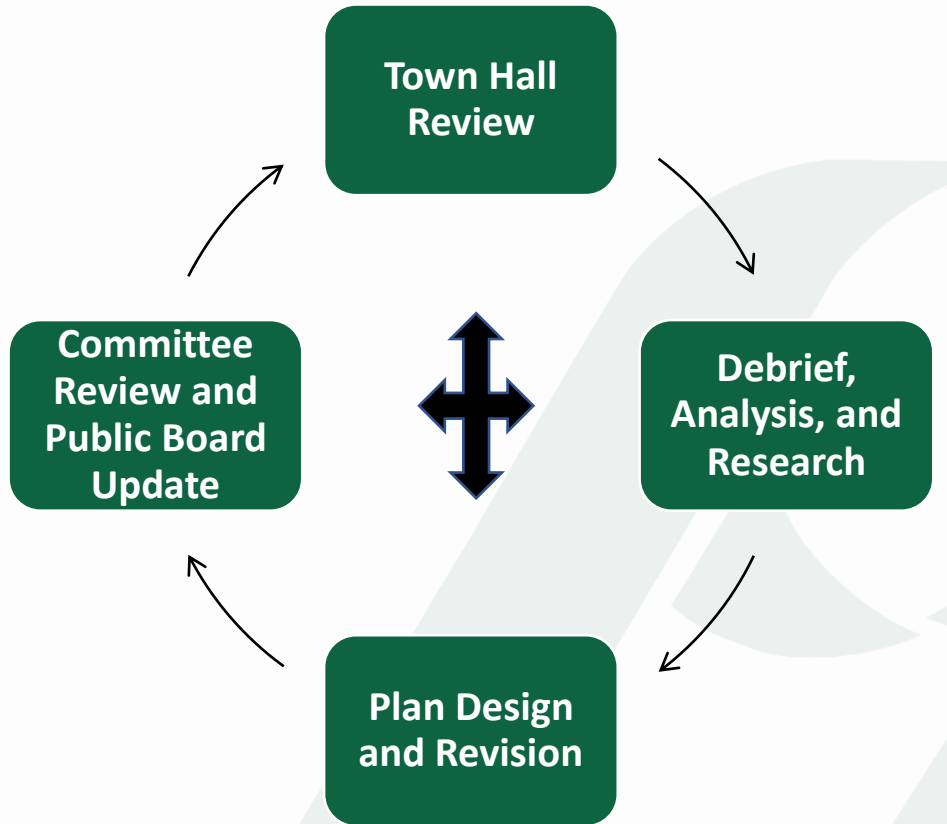 Town Hall
Review
Debrief,
Analysis, and
Research
Plan Design
and Revision
Committee
Review and
Public Board
Update